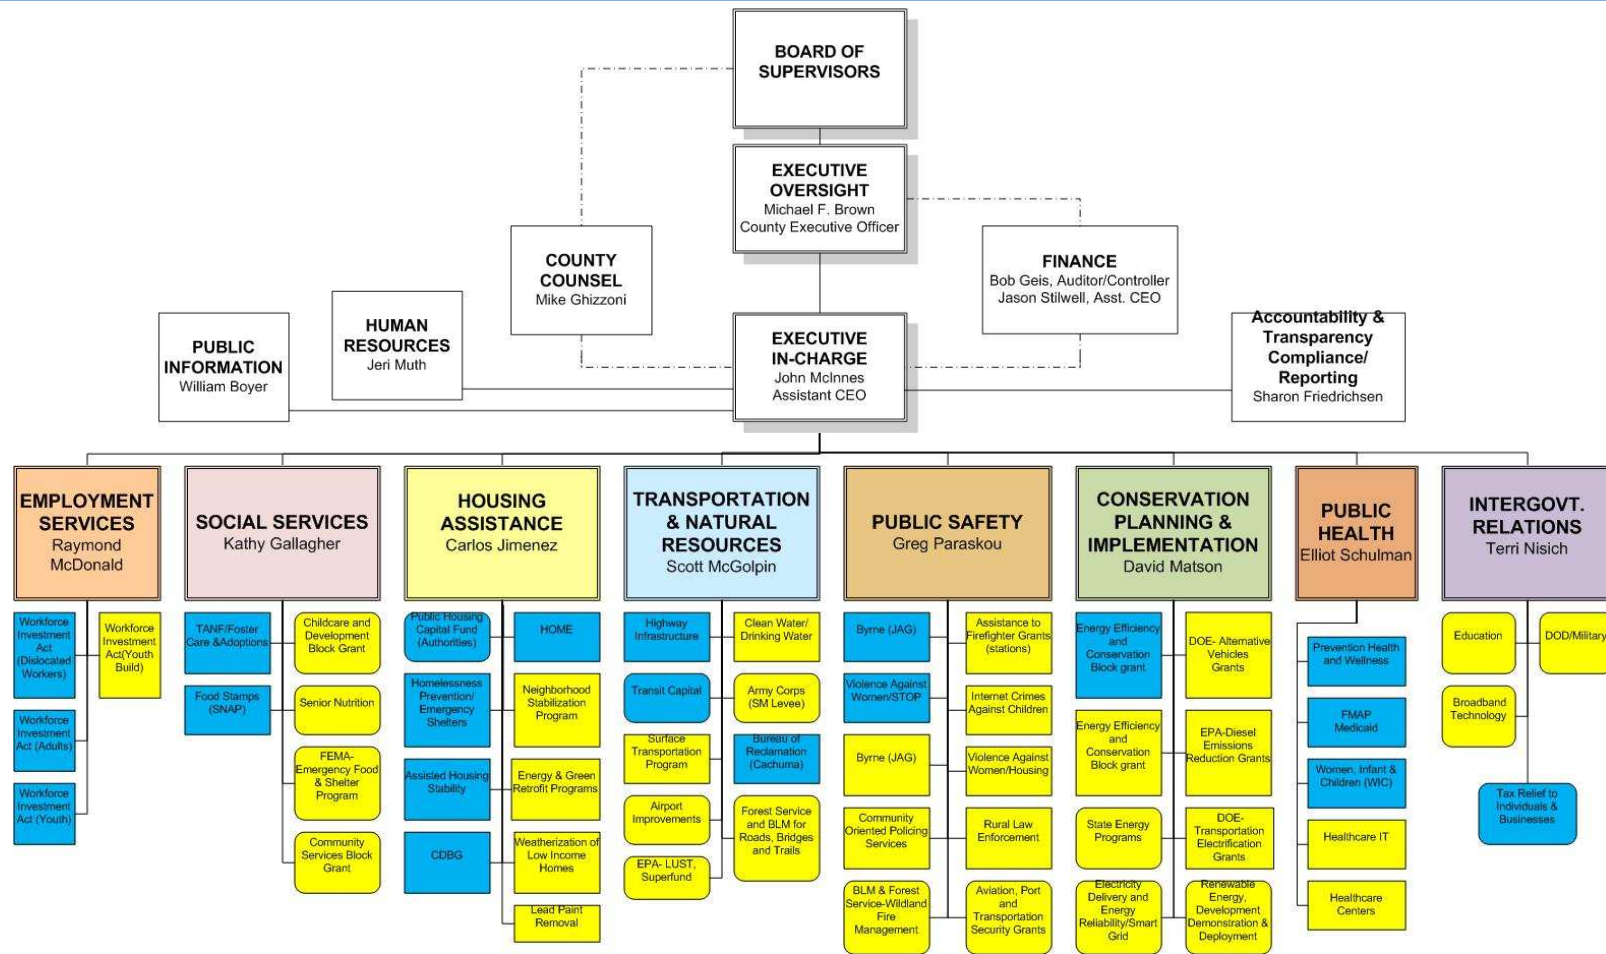 BOARD OF
SUPERVISORS
EXECUTIVE
OVERSIGHT
Michael F. Brown
County Executive Officer
COUNTY
COUNSEL
Mike Ghizzoni
FINANCE
Bob Geis, Auditor/Controller
Jason Stilwell, Asst. CEO
HUMAN
RESOURCES
Jeri Muth
PUBLIC
INFORMATION
William Boyer
EXECUTIVE
IN-CHARGE
John McInnes
Assistant CEO
Accountability &
Transparency
Compliance/
Reporting
Sharon Friedrichsen
EMPLOYMENT
SERVICES
Raymond
McDonald
SOCIAL SERVICES
Kathy Gallagher
HOUSING
ASSISTANCE
Carlos Jimenez
TRANSPORTATION
& NATURAL
RESOURCES
Scott McGolpin
PUBLIC SAFETY
Greg Paraskou
CONSERVATION
PLANNING &
IMPLEMENTATION
David Matson
PUBLIC
HEALTH
Elliot Schulman
INTERGOVT.
RELATIONS
Terri Nisich
Workforce
Investment
Act
(Dislocated
Workers)
Workforce
Investment
Act(Youth
Build)
Workforce
Investment
Act (Adults)
Workforce
Investment
Act (Youth)
TANF/Foster
Care &Adoptions
Childcare and
Development
Block Grant
Food Stamps
(SNAP)
Senior Nutrition
FEMA-
Emergency Food
& Shelter
Program
Community
Services Block
Grant
Public Housing
Capital Fund
(Authorities)
HOME
Homelessness
Prevention/
Emergency
Shelters
Neighborhood
Stabilization
Program
Assisted Housing
Stability
Energy & Green
Retrofit Programs
CDBG
Weatherization of
Low Income
Homes
Lead Paint
Removal
Highway
Infrastructure
Clean Water/
Drinking Water
Transit Capital
Army Corps
(SM Levee)
Surface
Transportation
Program
Bureau of
Reclamation
(Cachuma)
Airport
Improvements
Forest Service
and BLM for
Roads, Bridges
and Trails
EPA- LUST,
Superfund
Byrne (JAG)
Assistance to
Firefighter Grants
(stations)
Violence Against
Women/STOP
Internet Crimes
Against Children
Byrne (JAG)
Violence Against
Women/Housing
Community
Oriented Policing
Services
Rural Law
Enforcement
BLM & Forest
Service-Wildland
Fire
Management
Aviation, Port
and
Transportation
Security Grants
Energy Efficiency
and
Conservation
Block grant
DOE- Alternative
Vehicles
Grants
Energy Efficiency
and
Conservation
Block grant
EPA-Diesel
Emissions
Reduction Grants
State Energy
Programs
DOE-
Transportation
Electrification
Grants
Electricity
Delivery and
Energy
Reliability/Smart
Grid
Renewable
Energy,
Development
Demonstration &
Deployment
Prevention Health
and Wellness
FMAP
Medicaid
Women, Infant &
Children (WIC)
Healthcare IT
Healthcare
Centers
Education
DOD/Military
Broadband
Technology
Tax Relief to
Individuals &
Businesses